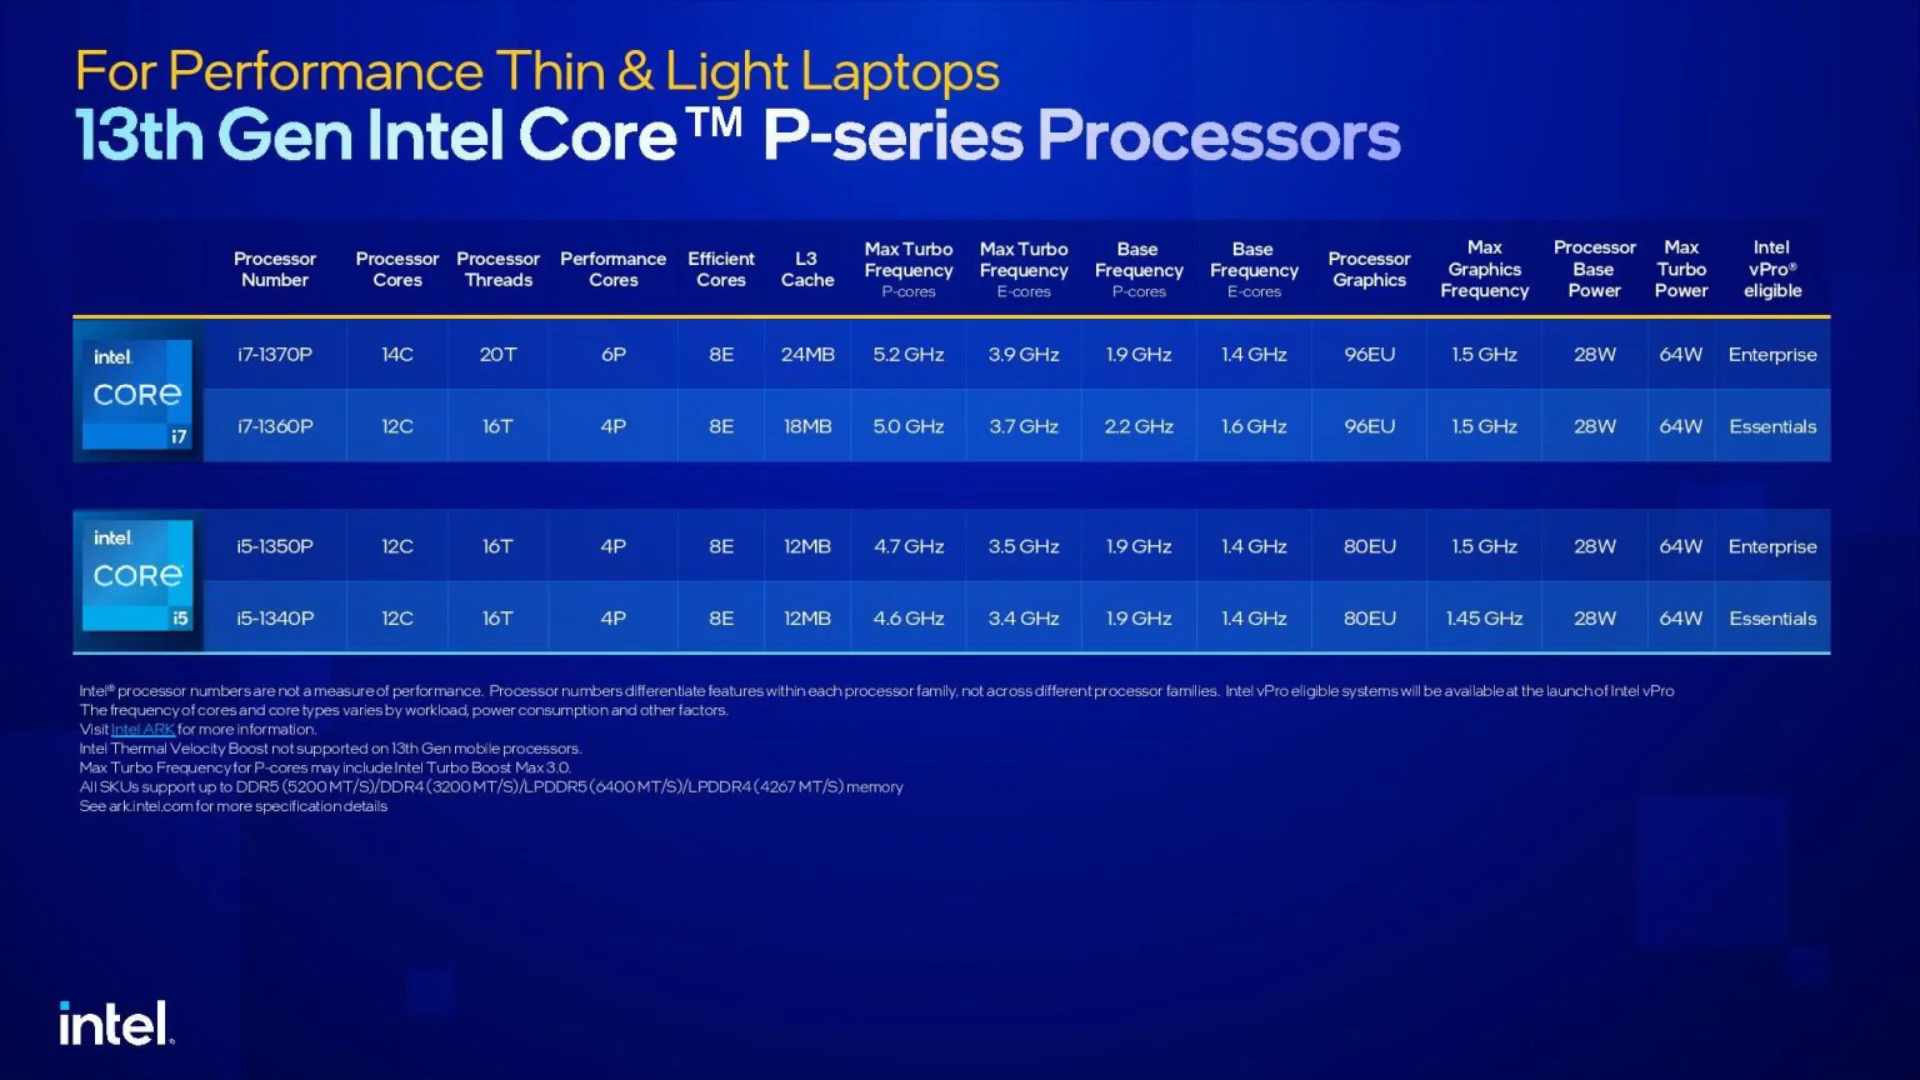 For Performance Thin & Light Laptops
13th Gen Intel Core™ P-series Processors
Processor Number Processor Cores Processor Threads Performance Cores Efficient Cores L3 Cache Max Turbo Frequency P-cores Max Turbo Frequency E-cores Base Frequency P-cores Base Frequency E-cores Processor Graphics Max Graphics Frequency Processor Base Power Max Turbo Power Intel vPro® eligible
intel.
CORE
i7
i7-1370P 14C 20T 6P 8E 24MB 5.2 GHz 3.9 GHz 1.9 GHz 1.4 GHz 96EU 1.5 GHz 28W 64W Enterprise
i7-1360P 12C 16T 4P 8E 18MB 5.0 GHz 3.7 GHz 2.2 GHz 1.6 GHz 96EU 1.5 GHz 28W 64W Essentials
intel.
CORE
i5
i5-1350P 12C 16T 4P 8E 12MB 4.7 GHz 3.5 GHz 1.9 GHz 1.4 GHz 80EU 1.5 GHz 28W 64W Enterprise
i5-1340P 12C 16T 4P 8E 12MB 4.6 GHz 3.4 GHz 1.9 GHz 1.4 GHz 80EU 1.45 GHz 28W 64W Essentials
Intel® processor numbers are not a measure of performance. Processor numbers differentiate features within each processor family, not across different processor families. Intel vPro eligible systems will be available at the launch of Intel vPro
The frequency of cores and core types varies by workload, power consumption and other factors.
Visit Intel ARK for more information.
Intel Thermal Velocity Boost not supported on 13th Gen mobile processors.
Max Turbo Frequency for P-cores may include Intel Turbo Boost Max 3.0.
All SKUs support up to DDR5 (5200 MT/S)/DDR4 (3200 MT/S)/LPDDR5 (6400 MT/S)/LPDDR4 (4267 MT/S) memory
See ark.intel.com for more specification details
intel.